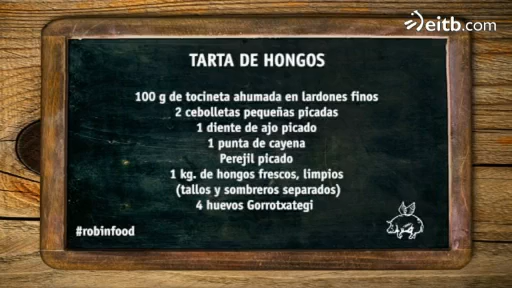 eitb.com
TARTA DE HONGOS
100 g de tocineta ahumada en lardones finos
2 cebolletas pequeñas picadas
1 diente de ajo picado
1 punta de cayena
Perejil picado
1 kg. de hongos frescos, limpios
(tallos y sombreros separados)
4 huevos Gorrotxategi
#robinfood